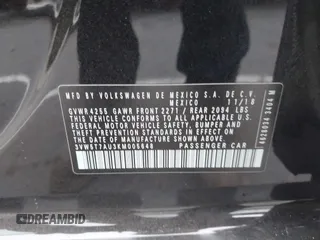 MFD BY VOLKSWAGEN DE MEXICO S.A. DE C.V.
MEXICO 11/18
GVWR 4255 GAWR FRONT 2271 / REAR 2094 LBS
THIS VEHICLE CONFORMS TO ALL APPLICABLE
FEDERAL MOTOR VEHICLE SAFETY, BUMPER AND
THEFT PREVENTION STANDARDS IN EFFECT
ON THE DATE OF MANUFACTURE SHOWN ABOVE
3VW5T7AU3KM005848 PASSENGER CAR
DREAMBID